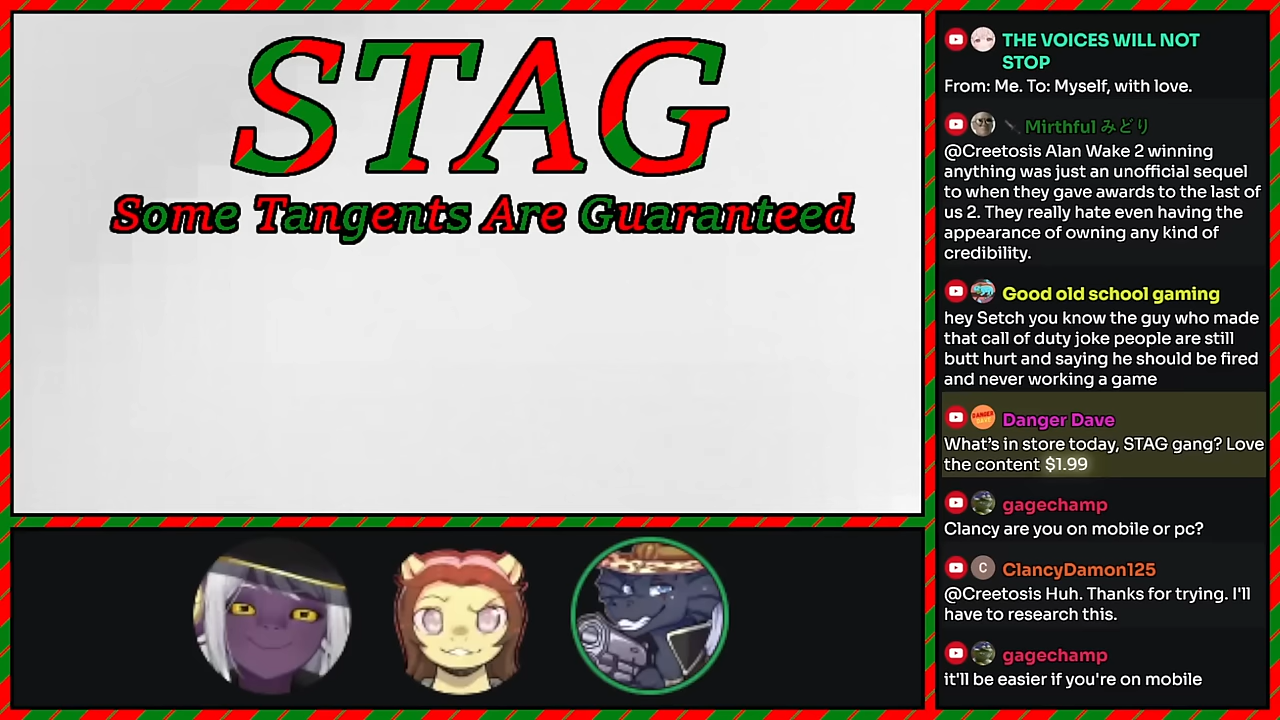 STAG
Some Tangents Are Guaranteed
THE VOICES WILL NOT
STOP
From: Me. To: Myself, with love.
Mirthful みどり
@Creetosis Alan Wake 2 winning
anything was just an unofficial sequel
to when they gave awards to the last of
us 2. They really hate even having the
appearance of owning any kind of
credibility.
Good old school gaming
hey Setch you know the guy who made
that call of duty joke people are still
butt hurt and saying he should be fired
and never working a game
DANGER
DAVE
Danger Dave
What’s in store today, STAG gang? Love
the content $1.99
gagechamp
Clancy are you on mobile or pc?
C
ClancyDamon125
@Creetosis Huh. Thanks for trying. I'll
have to research this.
gagechamp
it'll be easier if you're on mobile